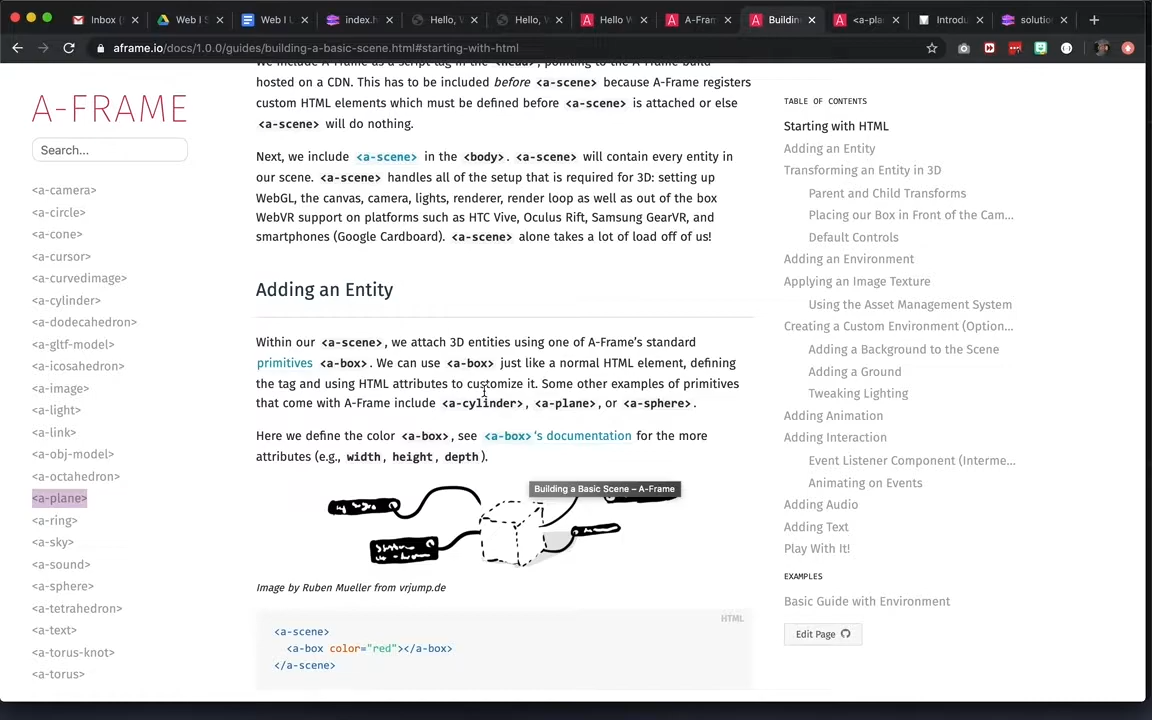 Inbox (
Web I S
Web I L
index.h
Hello, W
Hello, W
Hello W
A-Fram
Buildin
<a-pla
Introdu
solutio
aframe.io/docs/1.0.0/guides/building-a-basic-scene.html#starting-with-html
A-FRAME
Search...
<a-camera>
<a-circle>
<a-cone>
<a-cursor>
<a-curvedimage>
<a-cylinder>
<a-dodecahedron>
<a-gltf-model>
<a-icosahedron>
<a-image>
<a-light>
<a-link>
<a-obj-model>
<a-octahedron>
<a-plane>
<a-ring>
<a-sky>
<a-sound>
<a-sphere>
<a-tetrahedron>
<a-text>
<a-torus-knot>
<a-torus>
We include A-Frame as a script tag in the <head>, pointing to the A-Frame build
hosted on a CDN. This has to be included before <a-scene> because A-Frame registers
custom HTML elements which must be defined before <a-scene> is attached or else
<a-scene> will do nothing.
Next, we include <a-scene> in the <body>. <a-scene> will contain every entity in
our scene. <a-scene> handles all of the setup that is required for 3D: setting up
WebGL, the canvas, camera, lights, renderer, render loop as well as out of the box
WebVR support on platforms such as HTC Vive, Oculus Rift, Samsung GearVR, and
smartphones (Google Cardboard). <a-scene> alone takes a lot of load off of us!
Adding an Entity
Within our <a-scene>, we attach 3D entities using one of A-Frame's standard
primitives <a-box>. We can use <a-box> just like a normal HTML element, defining
the tag and using HTML attributes to customize it. Some other examples of primitives
that come with A-Frame include <a-cylinder>, <a-plane>, or <a-sphere>.
Here we define the color <a-box>, see <a-box>'s documentation for the more
attributes (e.g., width, height, depth).
Building a Basic Scene – A-Frame
Image by Ruben Mueller from vrjump.de
HTML
<a-scene>
<a-box color="red"></a-box>
</a-scene>
TABLE OF CONTENTS
Starting with HTML
Adding an Entity
Transforming an Entity in 3D
Parent and Child Transforms
Placing our Box in Front of the Cam...
Default Controls
Adding an Environment
Applying an Image Texture
Using the Asset Management System
Creating a Custom Environment (Option...
Adding a Background to the Scene
Adding a Ground
Tweaking Lighting
Adding Animation
Adding Interaction
Event Listener Component (Interme...
Animating on Events
Adding Audio
Adding Text
Play With It!
EXAMPLES
Basic Guide with Environment
Edit Page